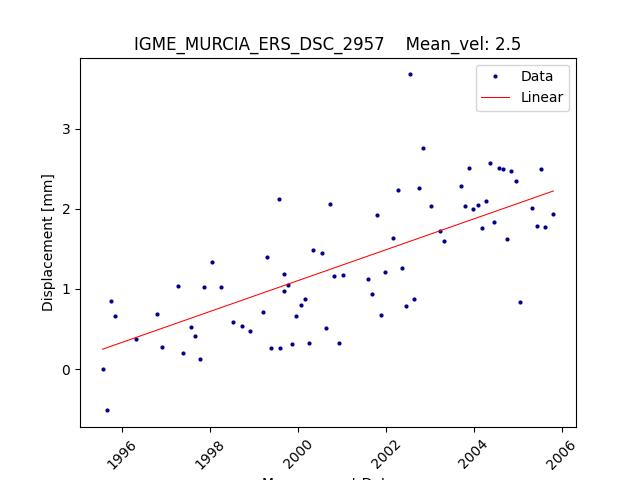 IGME_MURCIA_ERS_DSC_2957    Mean_vel: 2.5
Data
Linear
Displacement [mm]
3
2
1
0
1996
1998
2000
2002
2004
2006